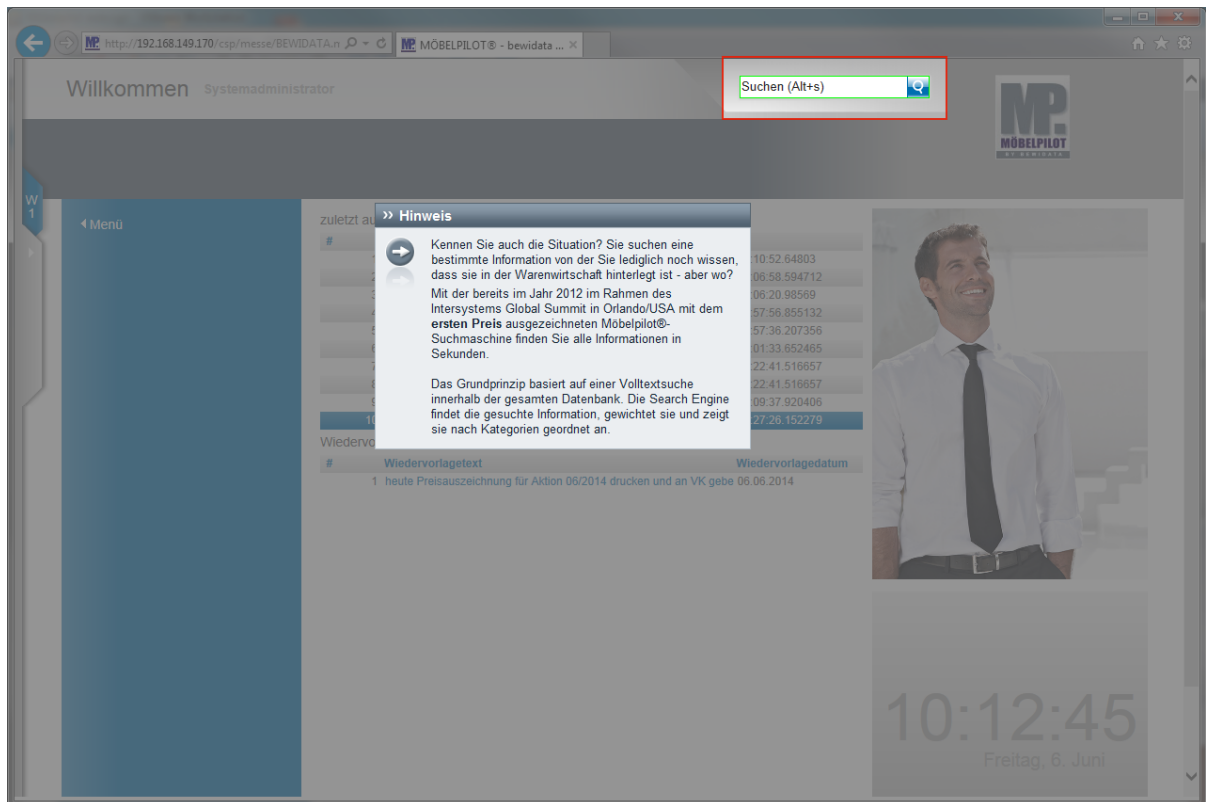 http://192.168.149.170/csp/messe/BEWIDATA.n
MÖBELPILOT® - bewidata ...
Willkommen Systemadministrator
Suchen (Alt+s)
MP.
MÖBELPILOT
BY BEWIDATA
W
1
Menü
zuletzt au
#
:10:52.64803
:06:58.594712
:06:20.98569
:57:56.855132
:57:36.207356
:01:33.652465
:22:41.516657
:22:41.516657
:09:37.920406
10 :27:26.152279
>> Hinweis
Kennen Sie auch die Situation? Sie suchen eine
bestimmte Information von der Sie lediglich noch wissen,
dass sie in der Warenwirtschaft hinterlegt ist - aber wo?
Mit der bereits im Jahr 2012 im Rahmen des
Intersystems Global Summit in Orlando/USA mit dem
ersten Preis ausgezeichneten Möbelpilot®-
Suchmaschine finden Sie alle Informationen in
Sekunden.
Das Grundprinzip basiert auf einer Volltextsuche
innerhalb der gesamten Datenbank. Die Search Engine
findet die gesuchte Information, gewichtet sie und zeigt
sie nach Kategorien geordnet an.
Wiedervo
# Wiedervorlagetext Wiedervorlagedatum
1 heute Preisauszeichnung für Aktion 06/2014 drucken und an VK gebe 06.06.2014
10:12:45
Freitag, 6. Juni